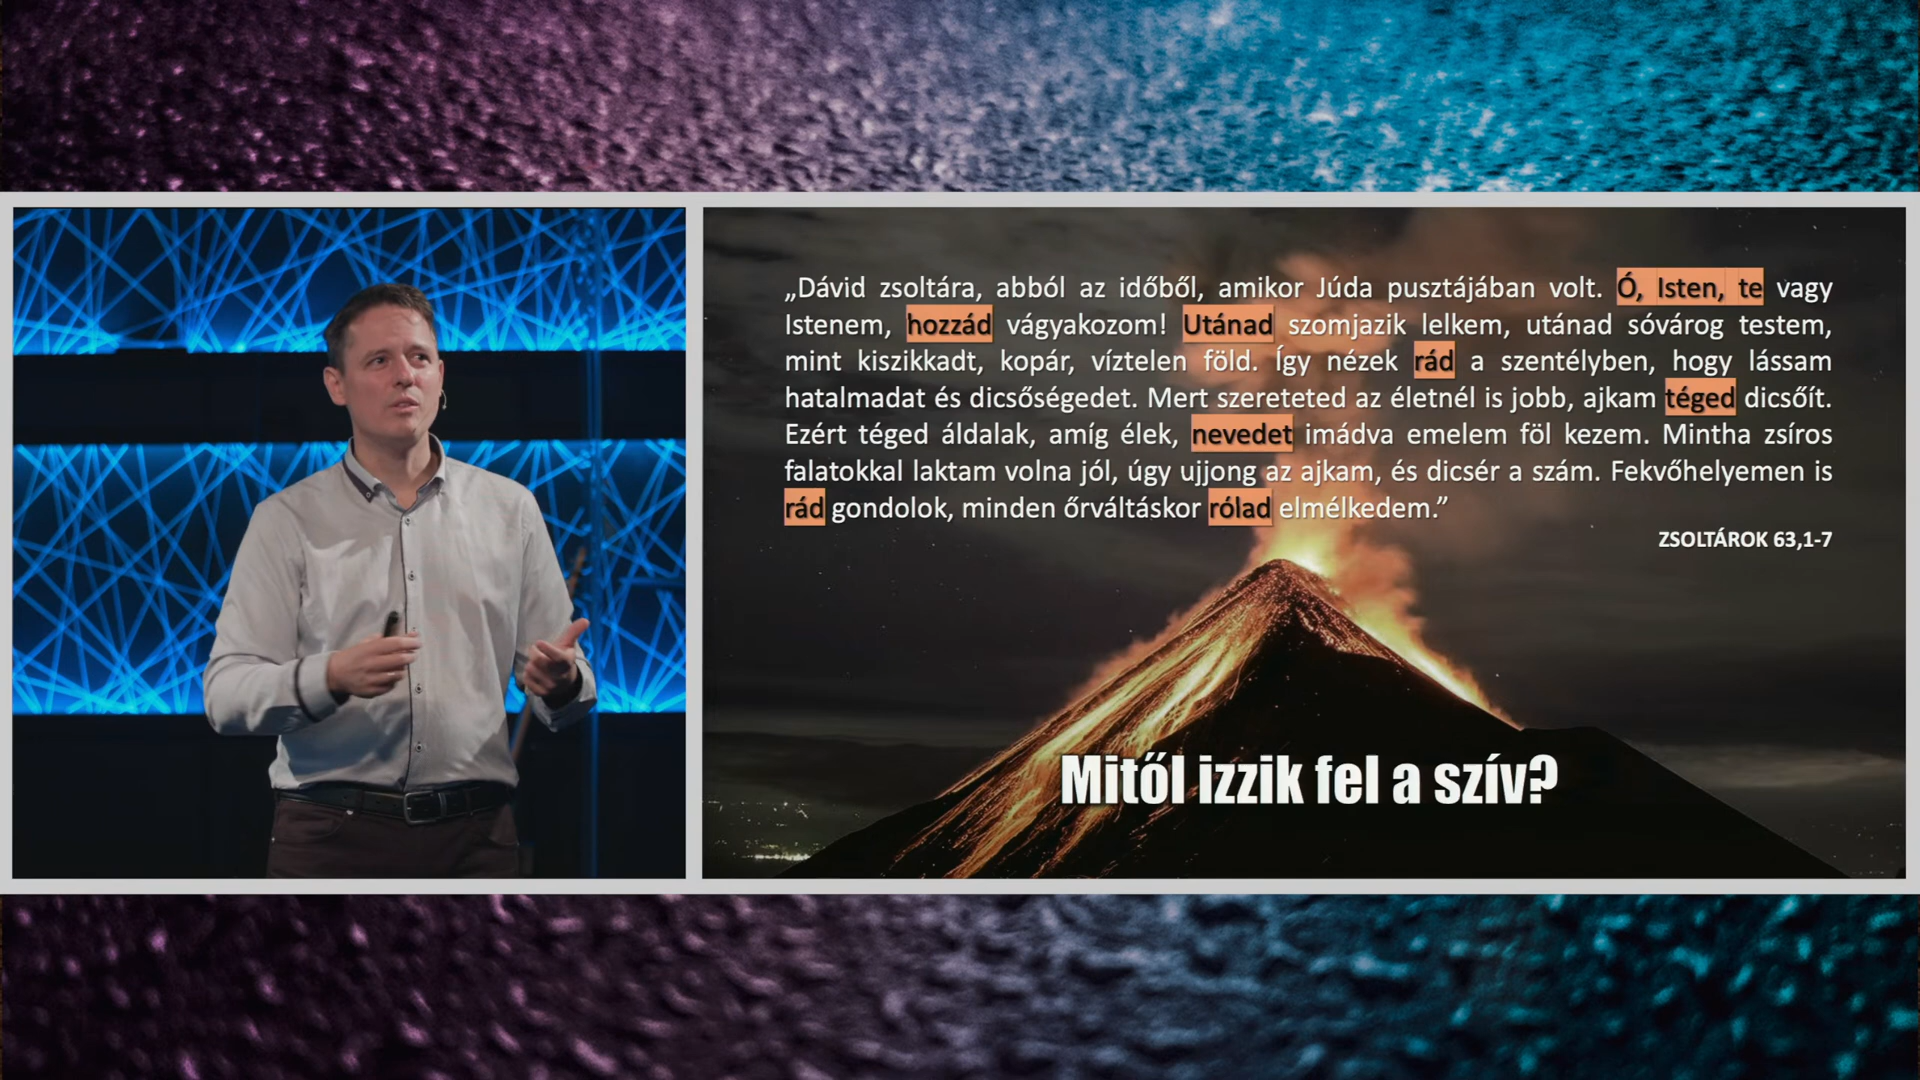 „Dávid zsoltára, abból az időből, amikor Júda pusztájában volt. Ó, Isten, te vagy
Istenem, hozzád vágyakozom! Utánad szomjazik lelkem, utánad sóvárog testem,
mint kiszikkadt, kopár, víztelen föld. Így nézek rád a szentélyben, hogy lássam
hatalmadat és dicsőségedet. Mert szereteted az életnél is jobb, ajkam téged dicsőít.
Ezért téged áldalak, amíg élek, nevedet imádva emelem föl kezem. Mintha zsíros
falatokkal laktam volna jól, úgy ujjong az ajkam, és dicsér a szám. Fekvőhelyemen is
rád gondolok, minden őrváltáskor rólad elmélkedem.”
ZSOLTÁROK 63,1-7
Mitől izzik fel a szív?